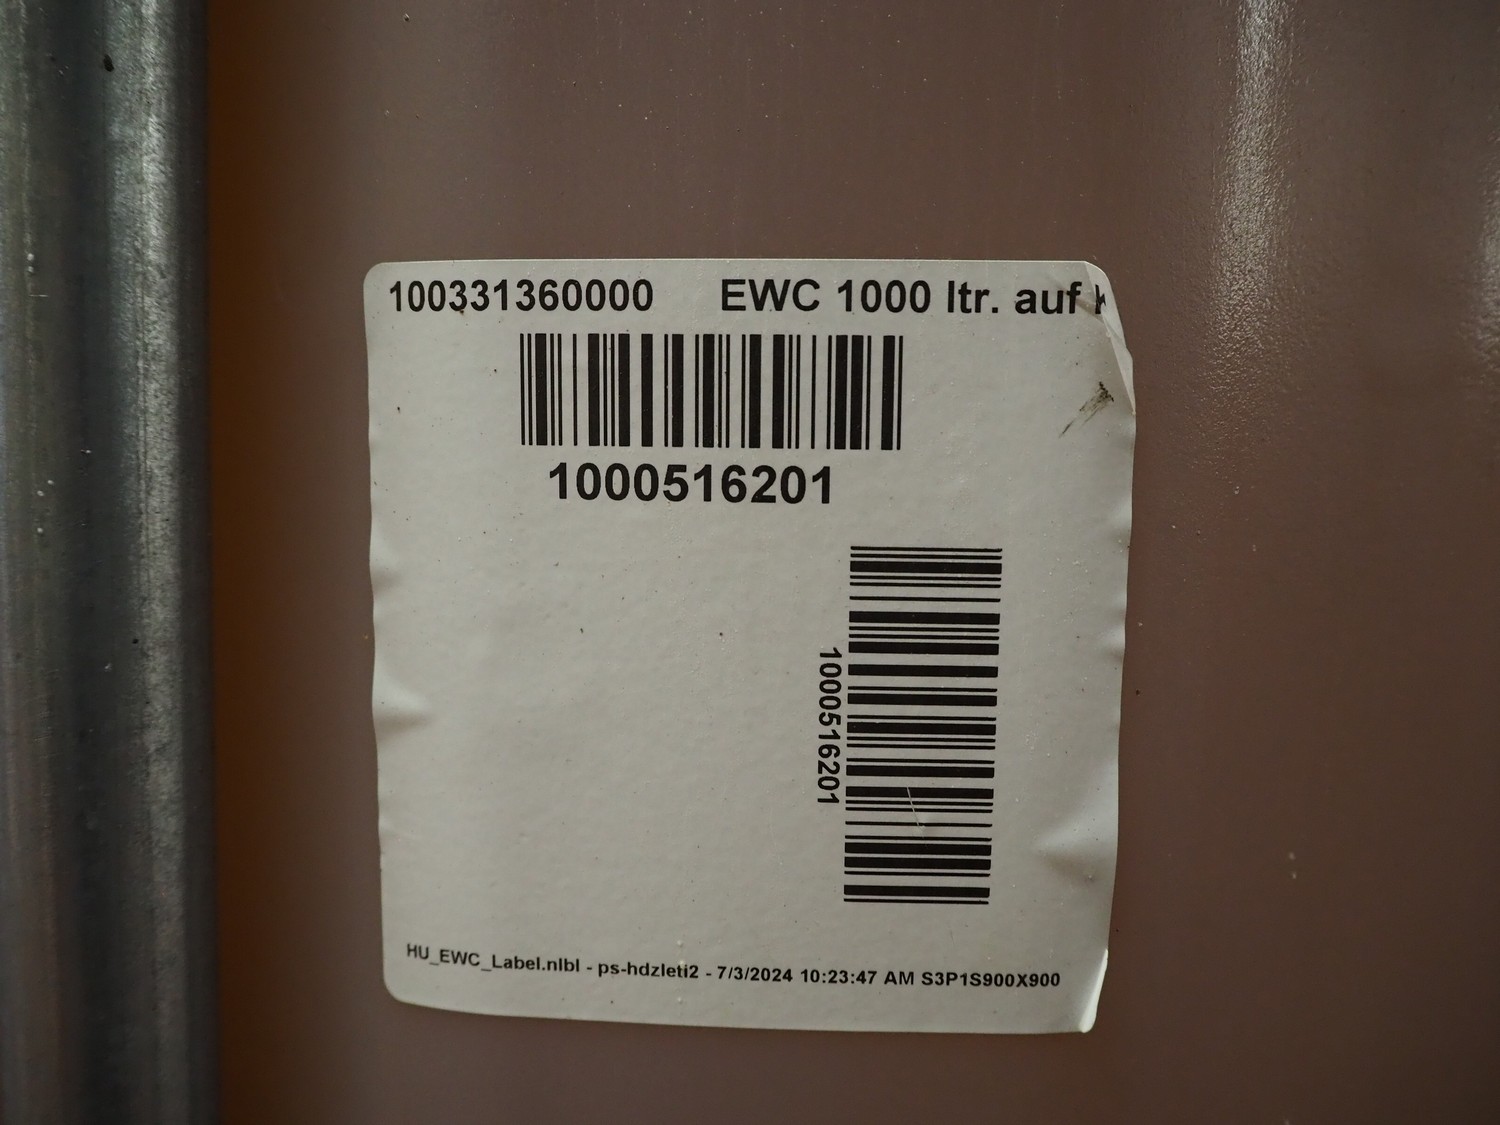 100331360000 EWC 1000 ltr. auf
1000516201
1000516201
HU_EWC_Label.nlbl - ps-hdzleti2 - 7/3/2024 10:23:47 AM S3P1S900X900